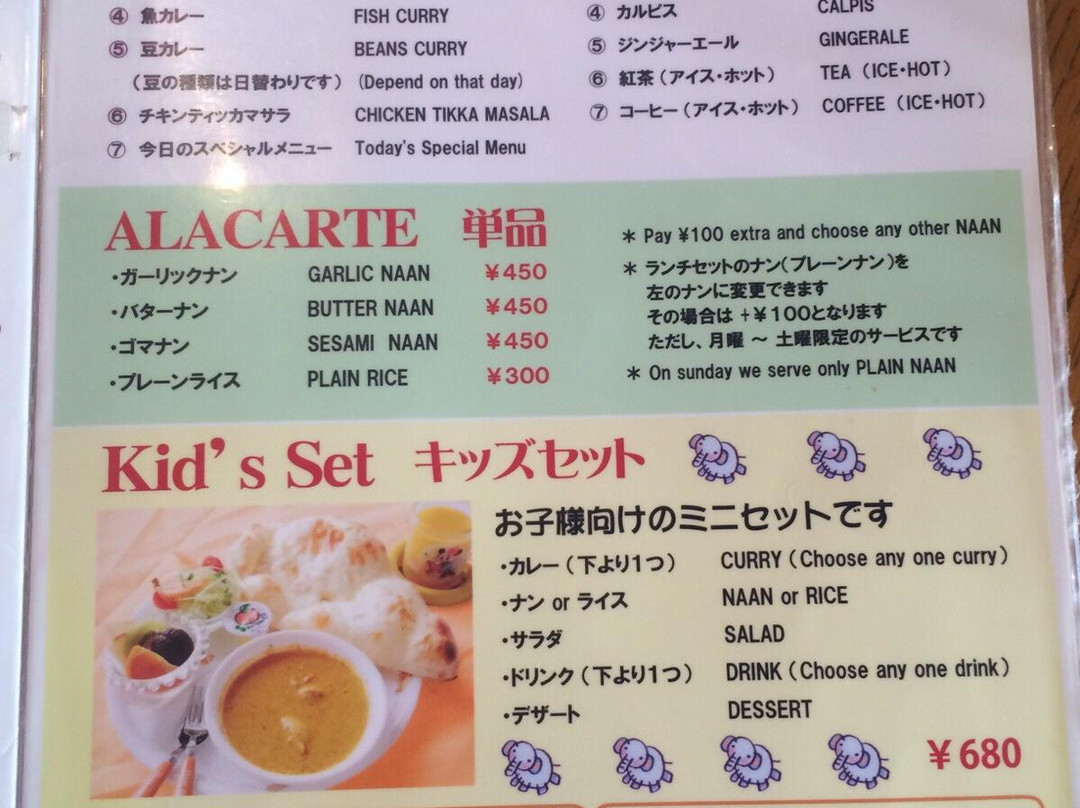 ④ 魚カレー FISH CURRY
⑤ 豆カレー BEANS CURRY
(豆の種類は日替わりです) (Depend on that day)
⑥ チキンティッカマサラ CHICKEN TIKKA MASALA
⑦ 今日のスペシャルメニュー Today's Special Menu
④ カルピス CALPIS
⑤ ジンジャーエール GINGERALE
⑥ 紅茶(アイス・ホット) TEA (ICE・HOT)
⑦ コーヒー(アイス・ホット) COFFEE (ICE・HOT)
ALACARTE 単品
・ガーリックナン GARLIC NAAN ¥450
・バターナン BUTTER NAAN ¥450
・ゴマナン SESAMI NAAN ¥450
・プレーンライス PLAIN RICE ¥300
* Pay ¥100 extra and choose any other NAAN
* ランチセットのナン(プレーンナン)を
左のナンに変更できます
その場合は +¥100となります
ただし、月曜 〜 土曜限定のサービスです
* On sunday we serve only PLAIN NAAN
Kid's Set キッズセット
お子様向けのミニセットです
・カレー(下より1つ) CURRY (Choose any one curry)
・ナン or ライス NAAN or RICE
・サラダ SALAD
・ドリンク(下より1つ) DRINK (Choose any one drink)
・デザート DESSERT
¥680